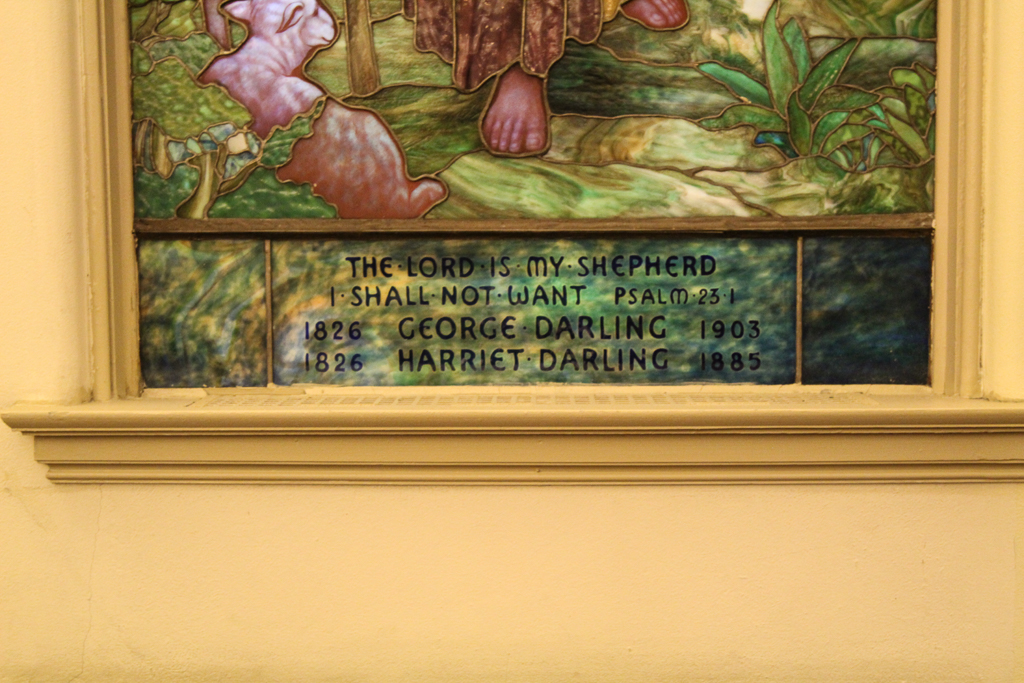 THE·LORD·IS·MY·SHEPHERD
I·SHALL·NOT·WANT PSALM·23·1
1826 GEORGE·DARLING 1903
1826 HARRIET·DARLING 1885